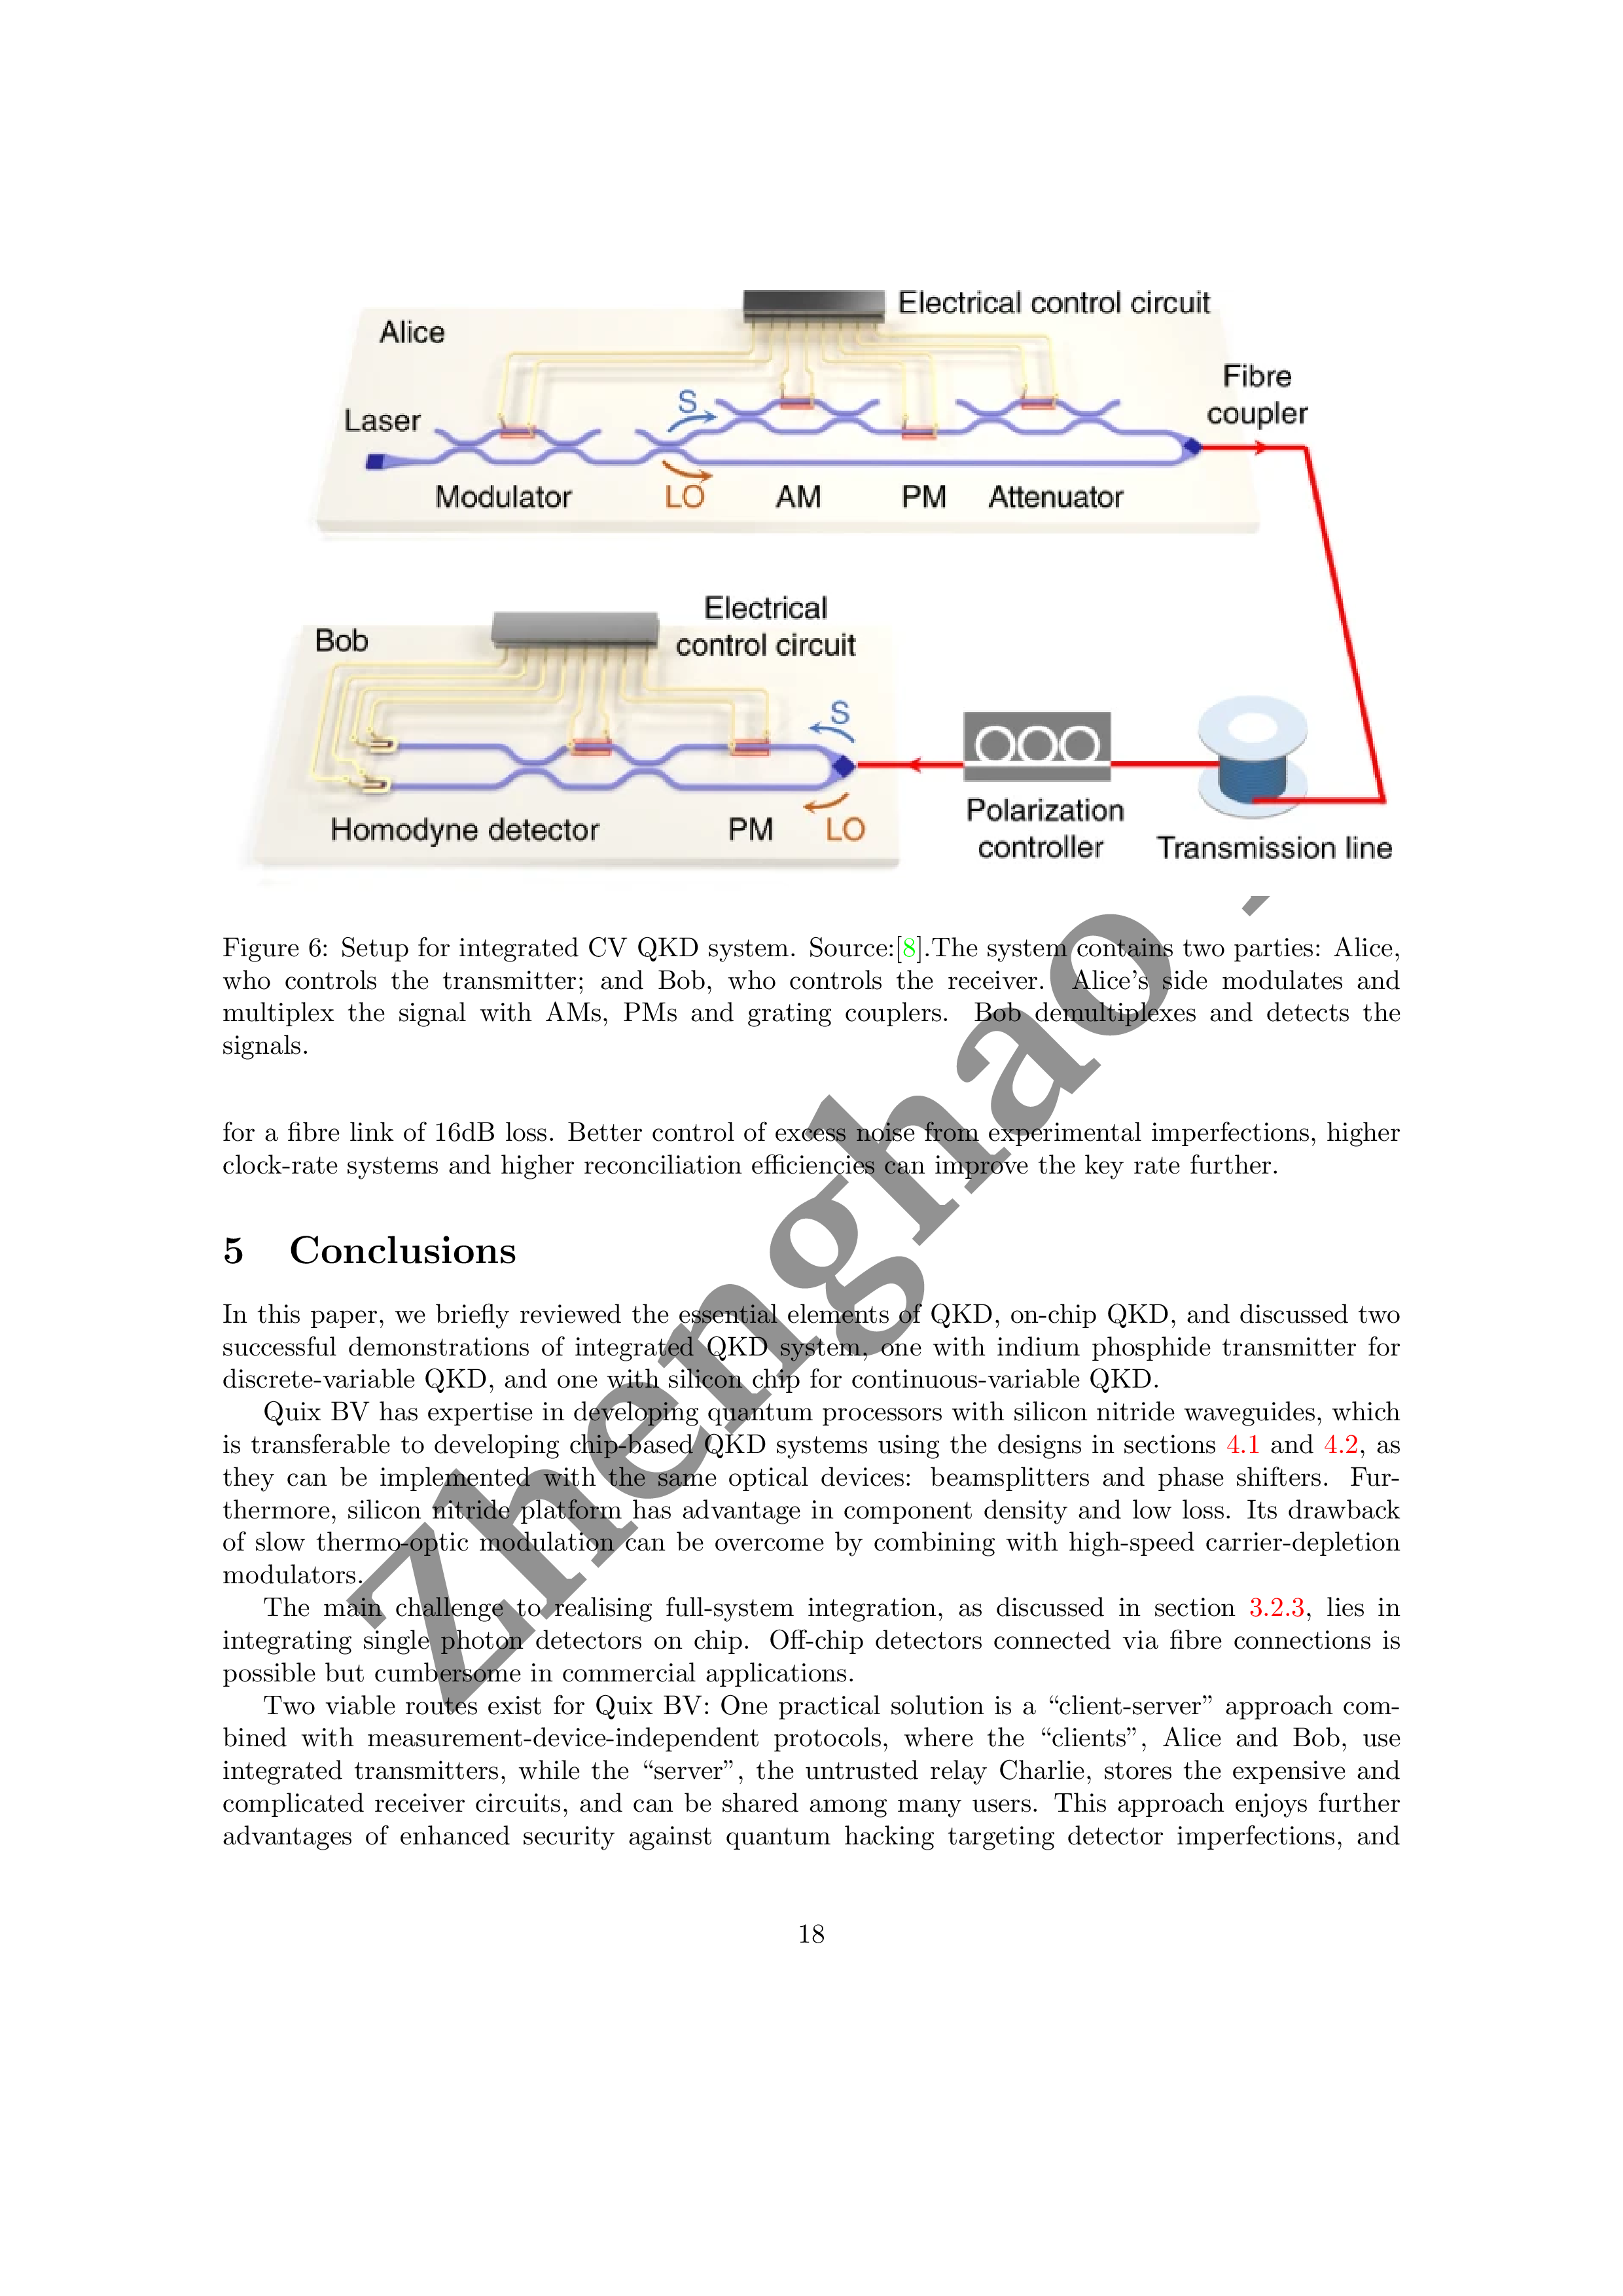 Electrical control circuit
Alice
Fibre
coupler
S
Laser
Modulator
LO
AM
PM
Attenuator
Electrical
control circuit
Bob
S
Homodyne detector
PM
LO
Polarization
controller
Transmission line
Figure 6: Setup for integrated CV QKD system. Source:[8].The system contains two parties: Alice,
who controls the transmitter; and Bob, who controls the receiver. Alice's side modulates and
multiplex the signal with AMs, PMs and grating couplers. Bob demultiplexes and detects the
signals.
for a fibre link of 16dB loss. Better control of excess noise from experimental imperfections, higher
clock-rate systems and higher reconciliation efficiencies can improve the key rate further.
5 Conclusions
In this paper, we briefly reviewed the essential elements of QKD, on-chip QKD, and discussed two
successful demonstrations of integrated QKD system, one with indium phosphide transmitter for
discrete-variable QKD, and one with silicon chip for continuous-variable QKD.
Quix BV has expertise in developing quantum processors with silicon nitride waveguides, which
is transferable to developing chip-based QKD systems using the designs in sections 4.1 and 4.2, as
they can be implemented with the same optical devices: beamsplitters and phase shifters. Fur-
thermore, silicon nitride platform has advantage in component density and low loss. Its drawback
of slow thermo-optic modulation can be overcome by combining with high-speed carrier-depletion
modulators.
The main challenge to realising full-system integration, as discussed in section 3.2.3, lies in
integrating single photon detectors on chip. Off-chip detectors connected via fibre connections is
possible but cumbersome in commercial applications.
Two viable routes exist for Quix BV: One practical solution is a “client-server” approach com-
bined with measurement-device-independent protocols, where the “clients”, Alice and Bob, use
integrated transmitters, while the “server”, the untrusted relay Charlie, stores the expensive and
complicated receiver circuits, and can be shared among many users. This approach enjoys further
advantages of enhanced security against quantum hacking targeting detector imperfections, and
18
Zhenghao